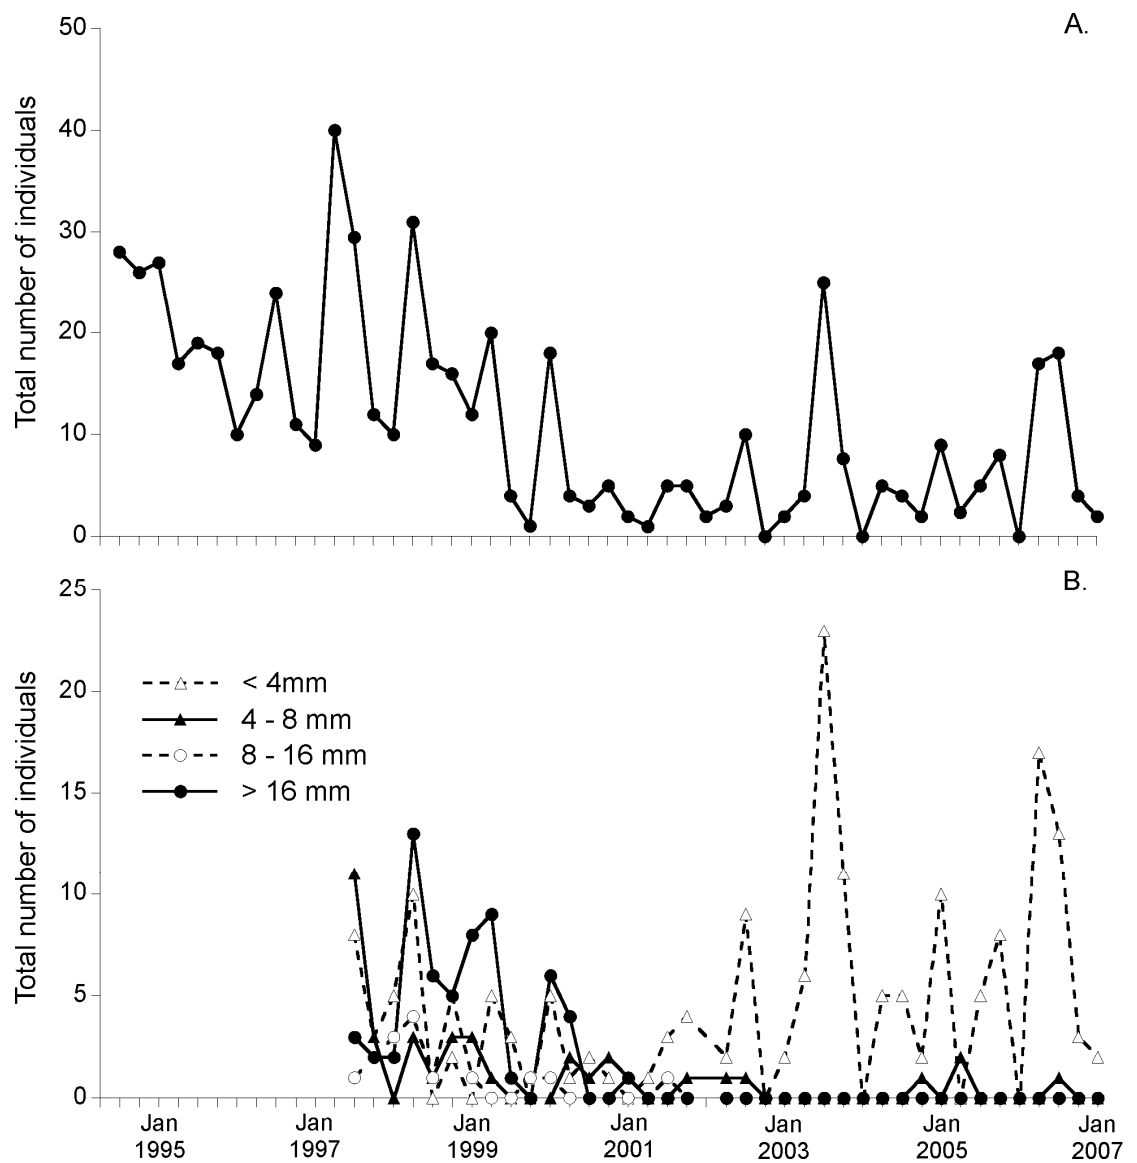 A.
50
40
30
20
10
0
Total number of individuals
B.
25
20
15
10
5
0
Total number of individuals
< 4mm
4 - 8 mm
8 - 16 mm
> 16 mm
Jan Jan Jan Jan Jan Jan Jan
1995 1997 1999 2001 2003 2005 2007